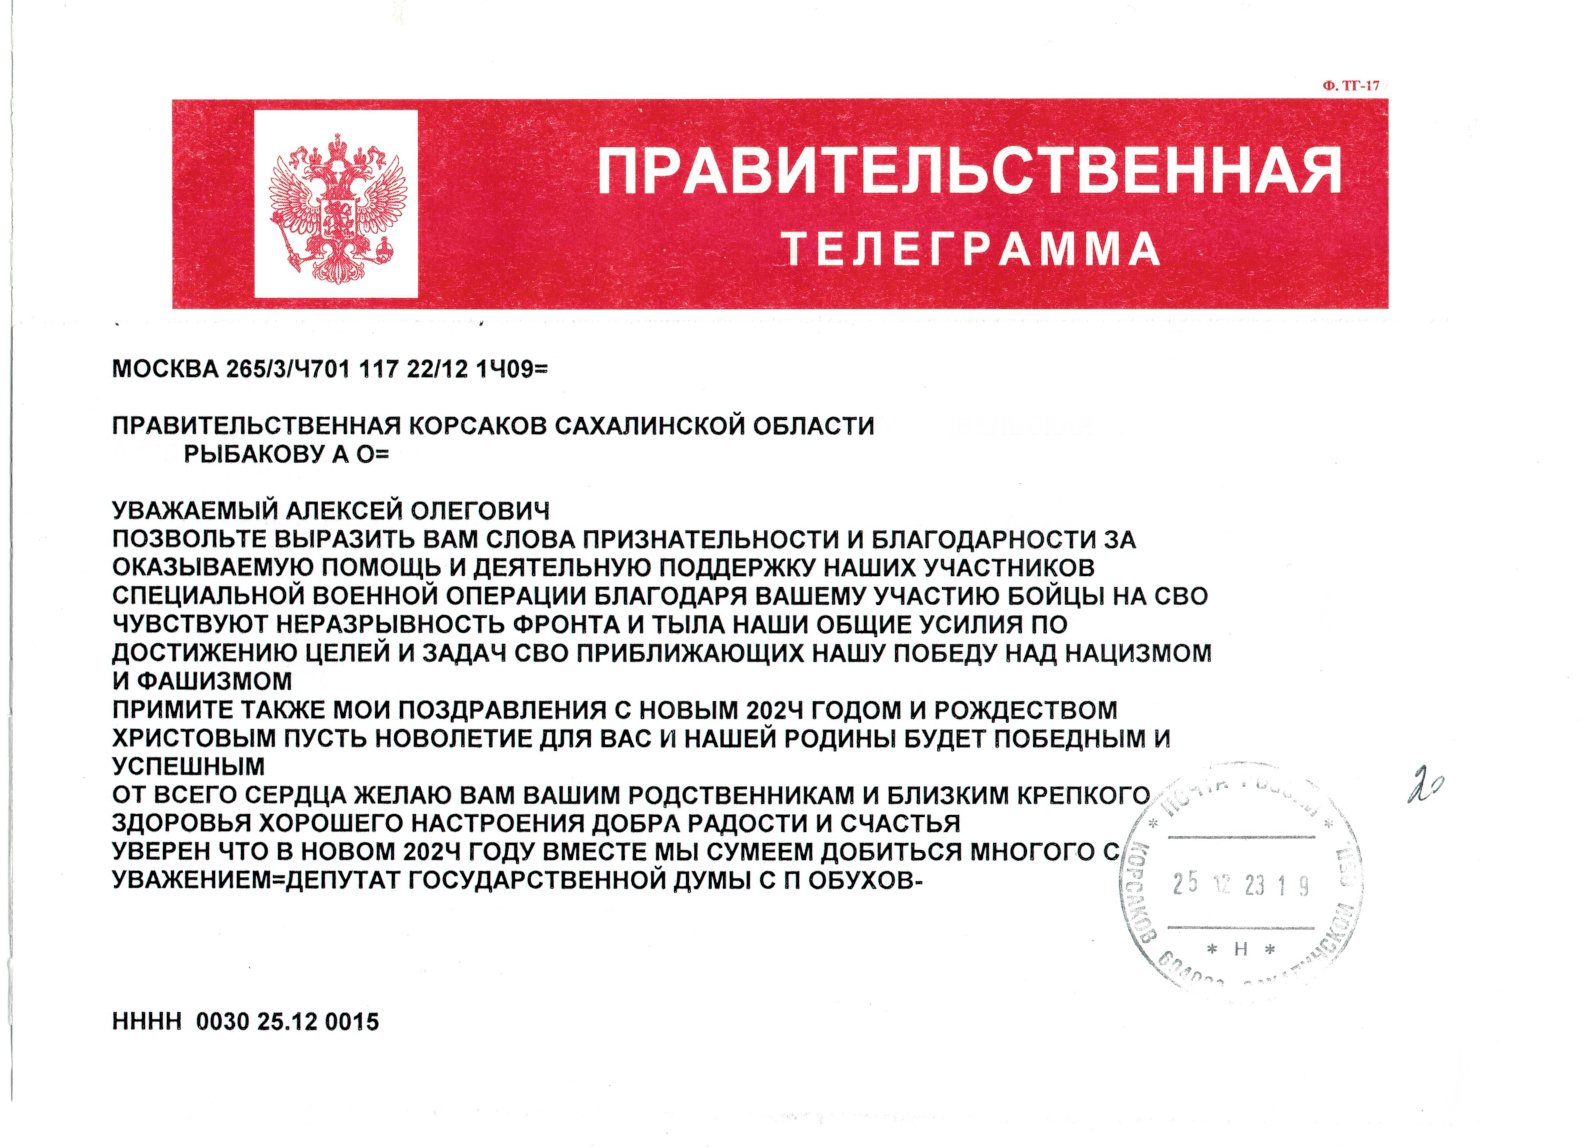 Ф. ТГ-17
ПРАВИТЕЛЬСТВЕННАЯ
ТЕЛЕГРАММА
МОСКВА 265/3/Ч701 117 22/12 1Ч09=
ПРАВИТЕЛЬСТВЕННАЯ КОРСАКОВ САХАЛИНСКОЙ ОБЛАСТИ
РЫБАКОВУ А О=
УВАЖАЕМЫЙ АЛЕКСЕЙ ОЛЕГОВИЧ
ПОЗВОЛЬТЕ ВЫРАЗИТЬ ВАМ СЛОВА ПРИЗНАТЕЛЬНОСТИ И БЛАГОДАРНОСТИ ЗА
ОКАЗЫВАЕМУЮ ПОМОЩЬ И ДЕЯТЕЛЬНУЮ ПОДДЕРЖКУ НАШИХ УЧАСТНИКОВ
СПЕЦИАЛЬНОЙ ВОЕННОЙ ОПЕРАЦИИ БЛАГОДАРЯ ВАШЕМУ УЧАСТИЮ БОЙЦЫ НА СВО
ЧУВСТВУЮТ НЕРАЗРЫВНОСТЬ ФРОНТА И ТЫЛА НАШИ ОБЩИЕ УСИЛИЯ ПО
ДОСТИЖЕНИЮ ЦЕЛЕЙ И ЗАДАЧ СВО ПРИБЛИЖАЮЩИХ НАШУ ПОБЕДУ НАД НАЦИЗМОМ
И ФАШИЗМОМ
ПРИМИТЕ ТАКЖЕ МОИ ПОЗДРАВЛЕНИЯ С НОВЫМ 202Ч ГОДОМ И РОЖДЕСТВОМ
ХРИСТОВЫМ ПУСТЬ НОВОЛЕТИЕ ДЛЯ ВАС И НАШЕЙ РОДИНЫ БУДЕТ ПОБЕДНЫМ И
УСПЕШНЫМ
ОТ ВСЕГО СЕРДЦА ЖЕЛАЮ ВАМ ВАШИМ РОДСТВЕННИКАМ И БЛИЗКИМ КРЕПКОГО
ЗДОРОВЬЯ ХОРОШЕГО НАСТРОЕНИЯ ДОБРА РАДОСТИ И СЧАСТЬЯ
УВЕРЕН ЧТО В НОВОМ 202Ч ГОДУ ВМЕСТЕ МЫ СУМЕЕМ ДОБИТЬСЯ МНОГОГО С
УВАЖЕНИЕМ=ДЕПУТАТ ГОСУДАРСТВЕННОЙ ДУМЫ С П ОБУХОВ-
* ПОЧТА РОССИИ *
25 12 23 1 9
* Н *
КОРСАКОВ
20
НННН 0030 25.12 0015